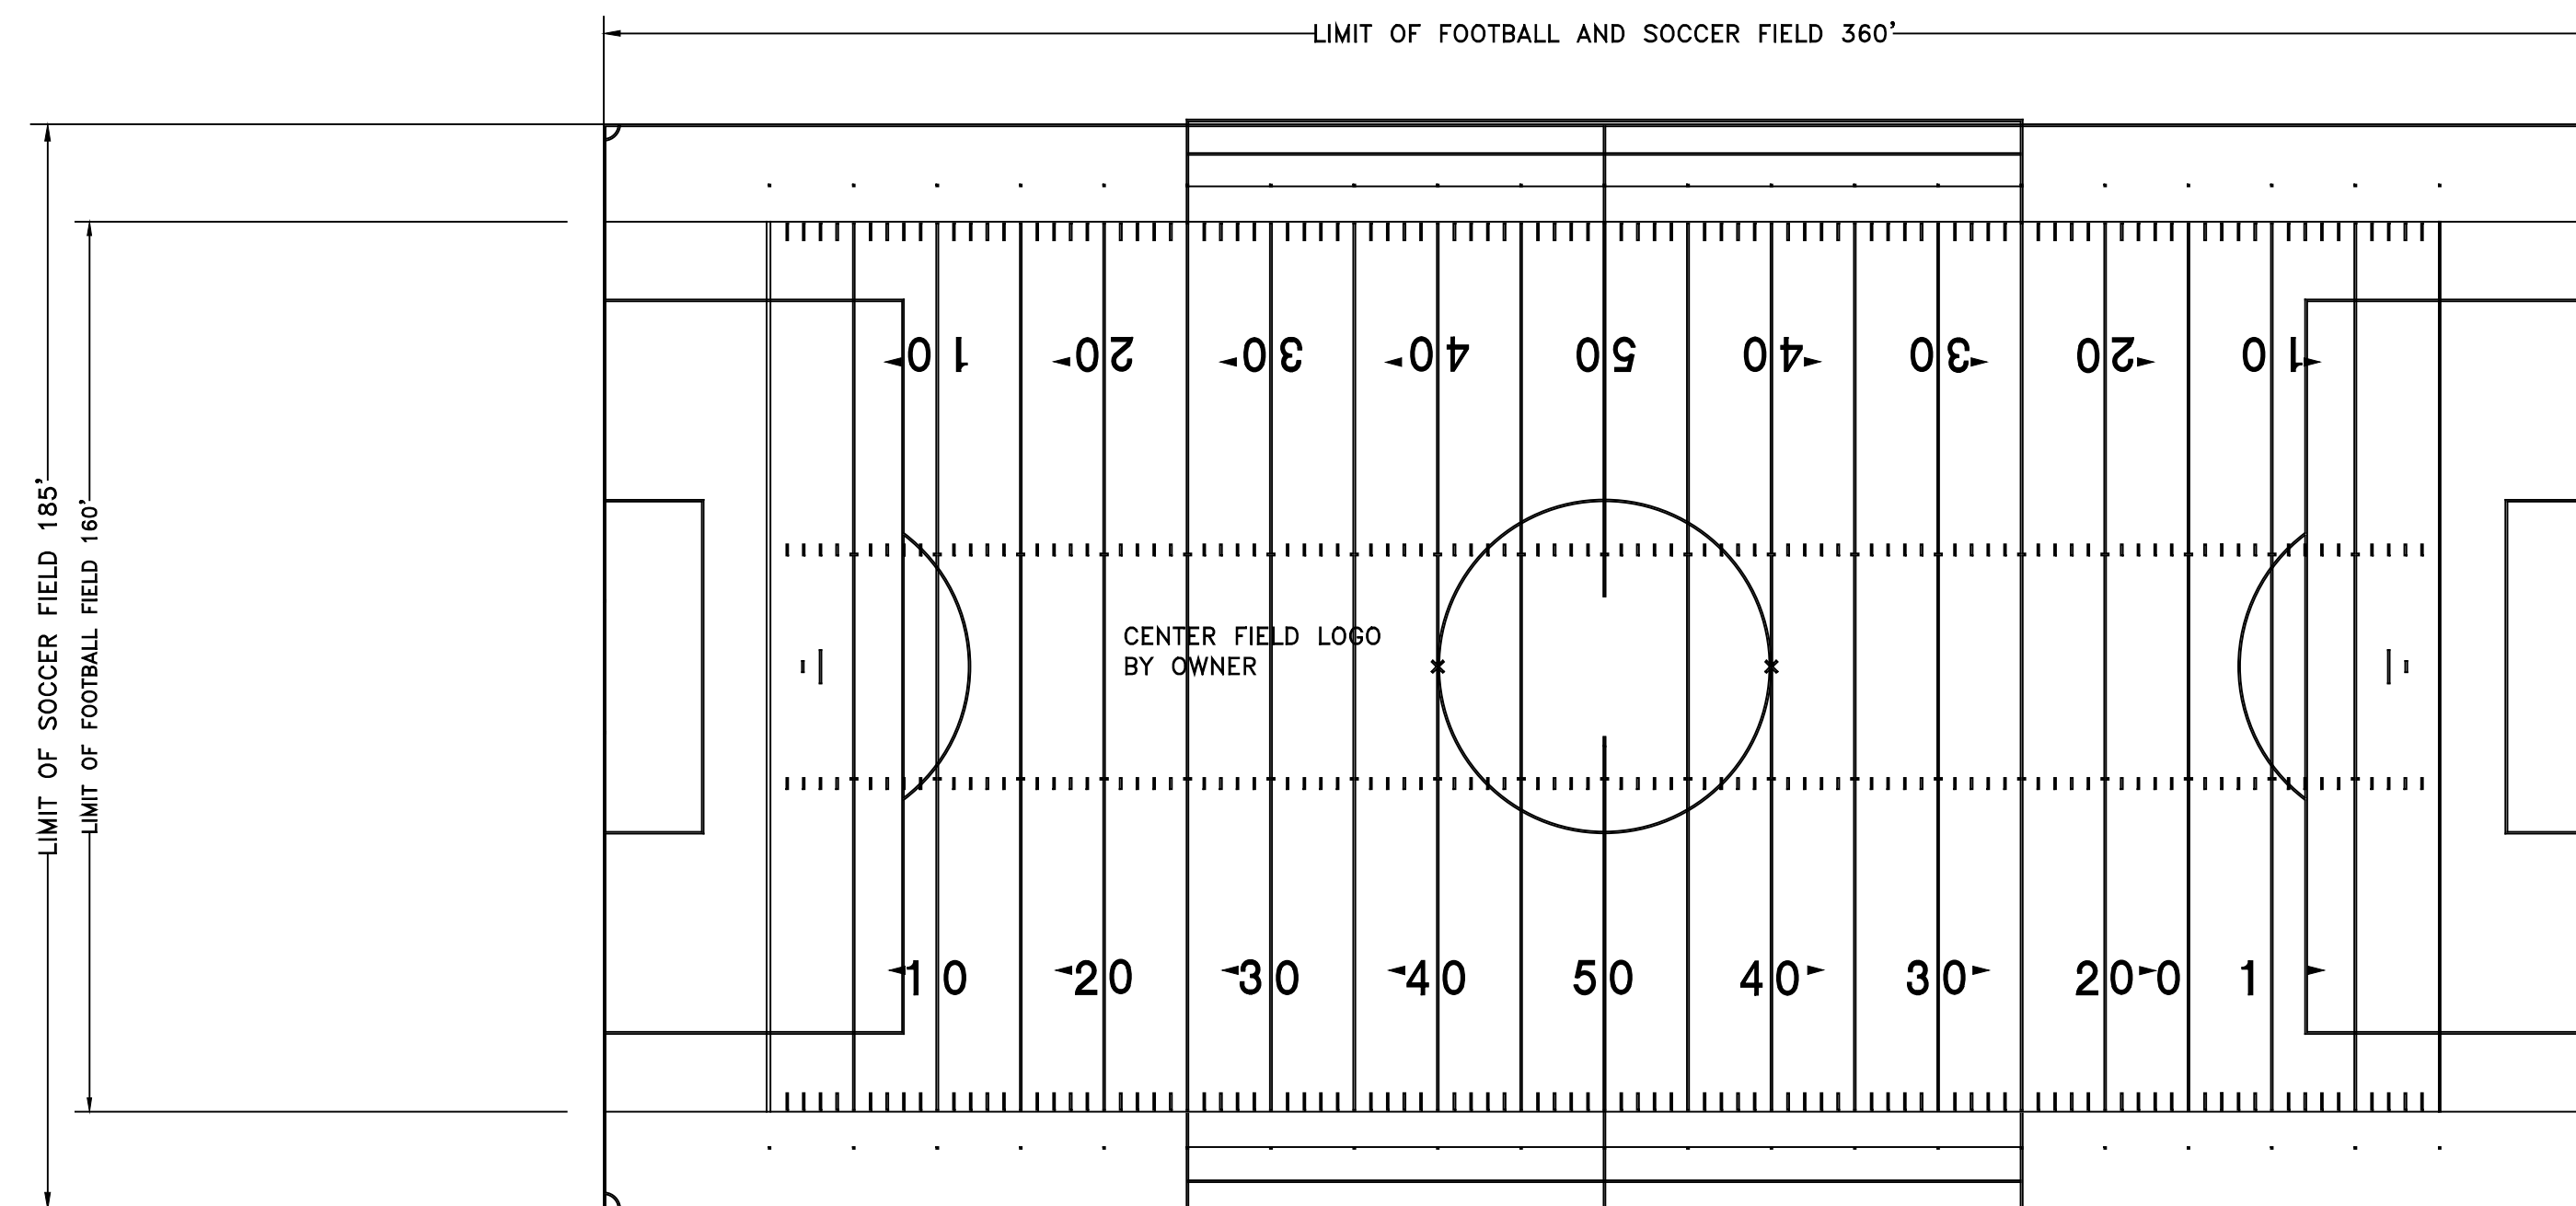 LIMIT OF FOOTBALL AND SOCCER FIELD 360'
LIMIT OF SOCCER FIELD 185'
LIMIT OF FOOTBALL FIELD 160'
10 20 30 40 50 40 30 20 10
CENTER FIELD LOGO
BY OWNER
10 20 30 40 50 40 30 20 0 1